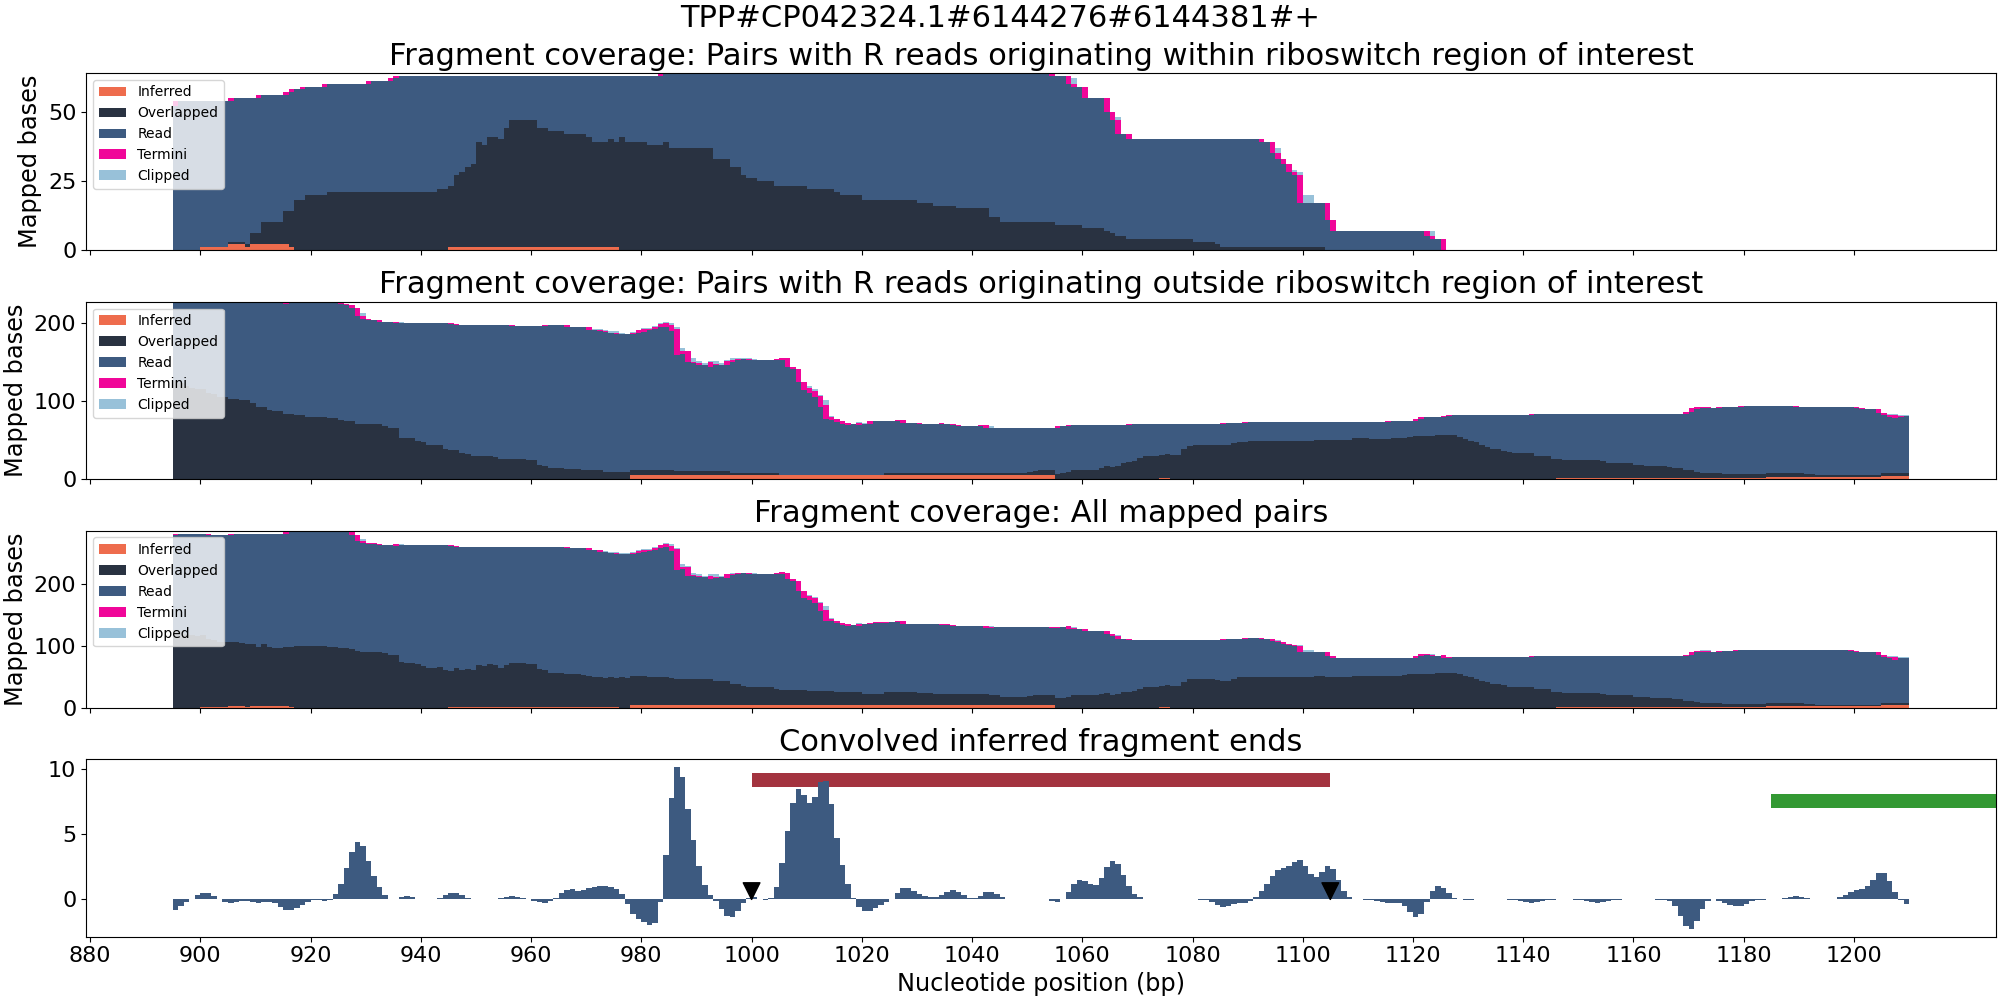 TPP#CP042324.1#6144276#6144381#+
Fragment coverage: Pairs with R reads originating within riboswitch region of interest
Mapped bases
50
25
0
Inferred
Overlapped
Read
Termini
Clipped
Fragment coverage: Pairs with R reads originating outside riboswitch region of interest
Mapped bases
200
100
0
Inferred
Overlapped
Read
Termini
Clipped
Fragment coverage: All mapped pairs
Mapped bases
200
100
0
Inferred
Overlapped
Read
Termini
Clipped
Convolved inferred fragment ends
10
5
0
880 900 920 940 960 980 1000 1020 1040 1060 1080 1100 1120 1140 1160 1180 1200
Nucleotide position (bp)